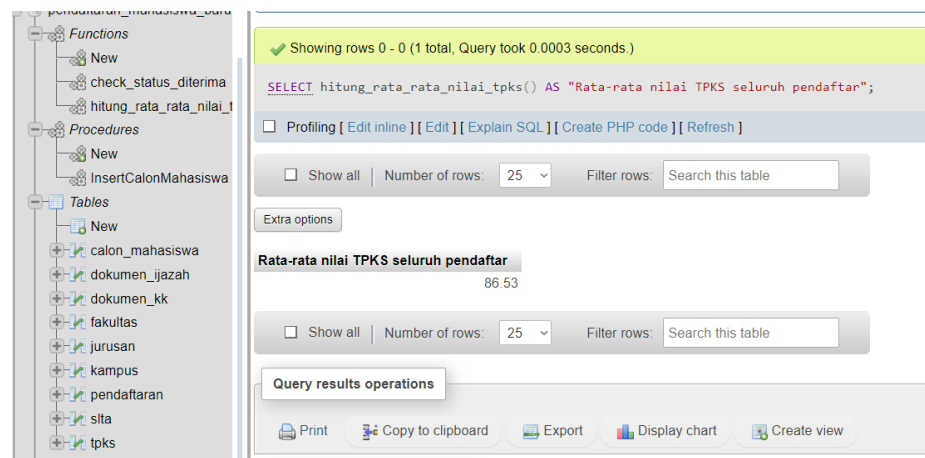 pendaftaran_mahasiswa_baru
Functions
New
check_status_diterima
hitung_rata_rata_nilai_t
Procedures
New
InsertCalonMahasiswa
Tables
New
calon_mahasiswa
dokumen_ijazah
dokumen_kk
fakultas
jurusan
kampus
pendaftaran
slta
tpks
Showing rows 0 - 0 (1 total, Query took 0.0003 seconds.)
SELECT hitung_rata_rata_nilai_tpks() AS "Rata-rata nilai TPKS seluruh pendaftar";
Profiling [ Edit inline ] [ Edit ] [ Explain SQL ] [ Create PHP code ] [ Refresh ]
Show all | Number of rows: 25 Filter rows: Search this table
Extra options
Rata-rata nilai TPKS seluruh pendaftar
86.53
Show all | Number of rows: 25 Filter rows: Search this table
Query results operations
Print Copy to clipboard Export Display chart Create view